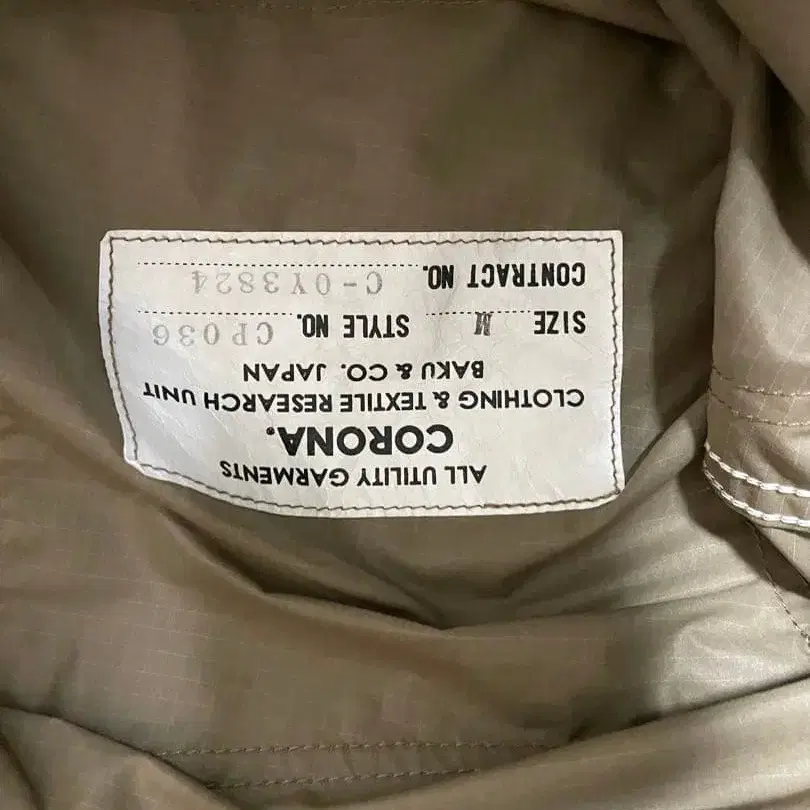 ALL UTILITY GARMENTS
CORONA.
CLOTHING & TEXTILE RESEARCH UNIT
BAKU & CO. JAPAN
SIZE M STYLE NO. CP036
CONTRACT NO. C-0Y3824